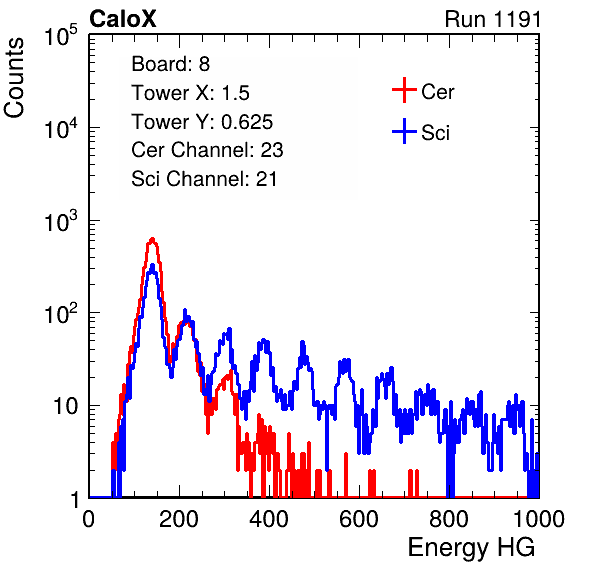 CaloX Run 1191
Counts
Board: 8
Tower X: 1.5
Tower Y: 0.625
Cer Channel: 23
Sci Channel: 21
Cer
Sci
10^5
10^4
10^3
10^2
10
1
0 200 400 600 800 1000
Energy HG